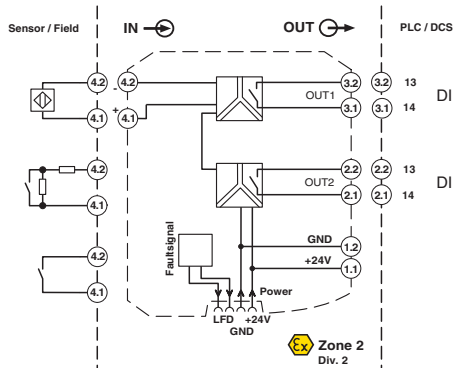 Sensor / Field IN OUT PLC / DCS
4.2 - 4.2 3.2 3.2 13
OUT1 DI
4.1 + 4.1 3.1 3.1 14
4.2 2.2 2.2 13
OUT2 DI
4.1 2.1 2.1 14
Faultsignal
GND 1.2
4.2
+24V 1.1
4.1 Power
LFD +24V
GND
Ex Zone 2
Div. 2